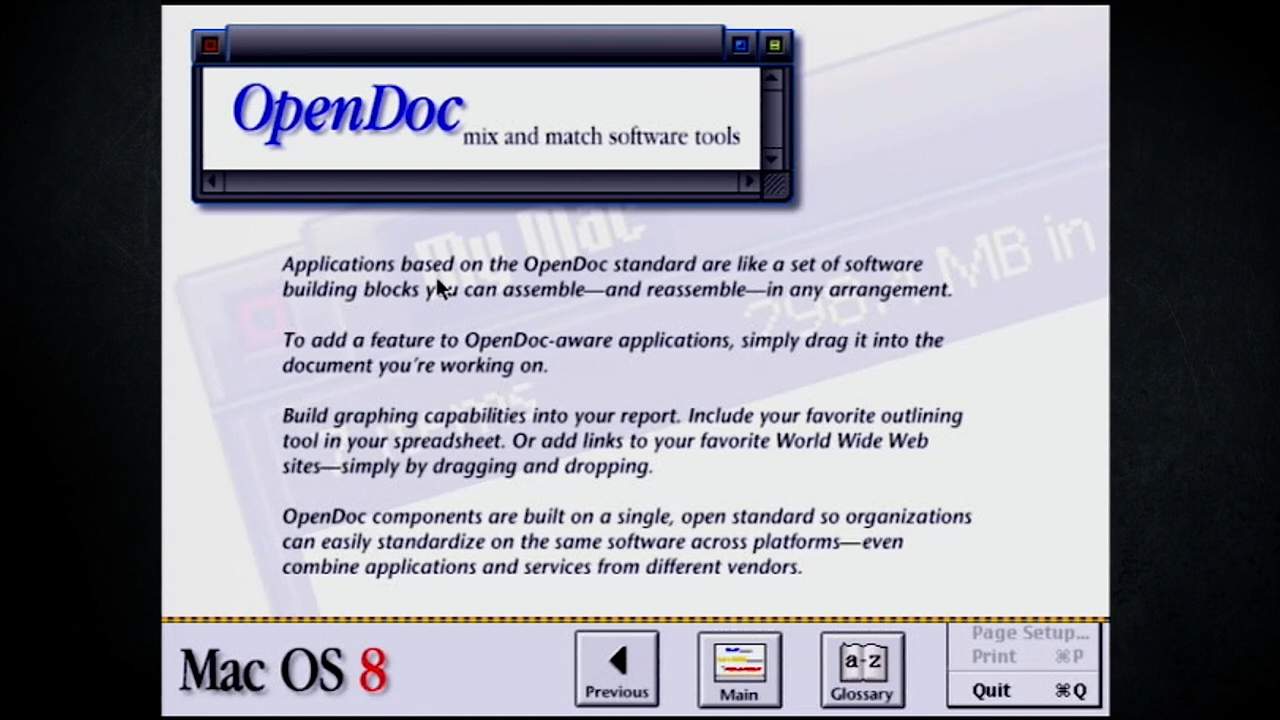 OpenDoc
mix and match software tools
Applications based on the OpenDoc standard are like a set of software
building blocks you can assemble—and reassemble—in any arrangement.
To add a feature to OpenDoc-aware applications, simply drag it into the
document you're working on.
Build graphing capabilities into your report. Include your favorite outlining
tool in your spreadsheet. Or add links to your favorite World Wide Web
sites—simply by dragging and dropping.
OpenDoc components are built on a single, open standard so organizations
can easily standardize on the same software across platforms—even
combine applications and services from different vendors.
My Mac
MB in
items
Mac OS 8
Previous
Main
a-z
Glossary
Page Setup...
Print ⌘P
Quit ⌘Q